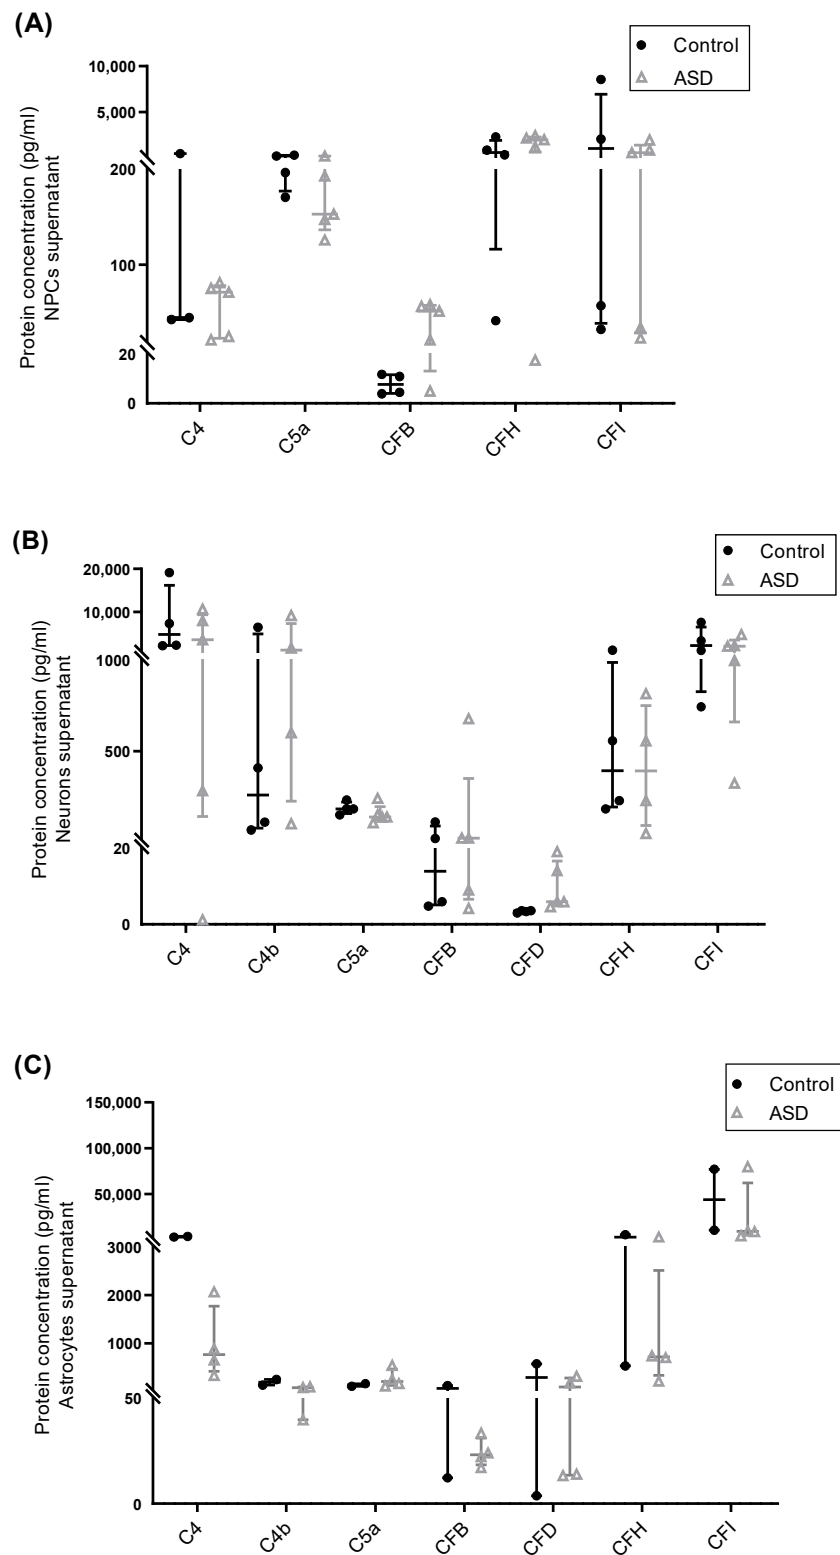 (A)
Control
ASD
Protein concentration (pg/ml)
NPCs supernatant
10,000
5,000
200
100
20
0
C4
C5a
CFB
CFH
CFI
(B)
Control
ASD
Protein concentration (pg/ml)
Neurons supernatant
20,000
10,000
1000
500
20
0
C4
C4b
C5a
CFB
CFD
CFH
CFI
(C)
Control
ASD
Protein concentration (pg/ml)
Astrocytes supernatant
150,000
100,000
50,000
3000
2000
1000
50
0
C4
C4b
C5a
CFB
CFD
CFH
CFI